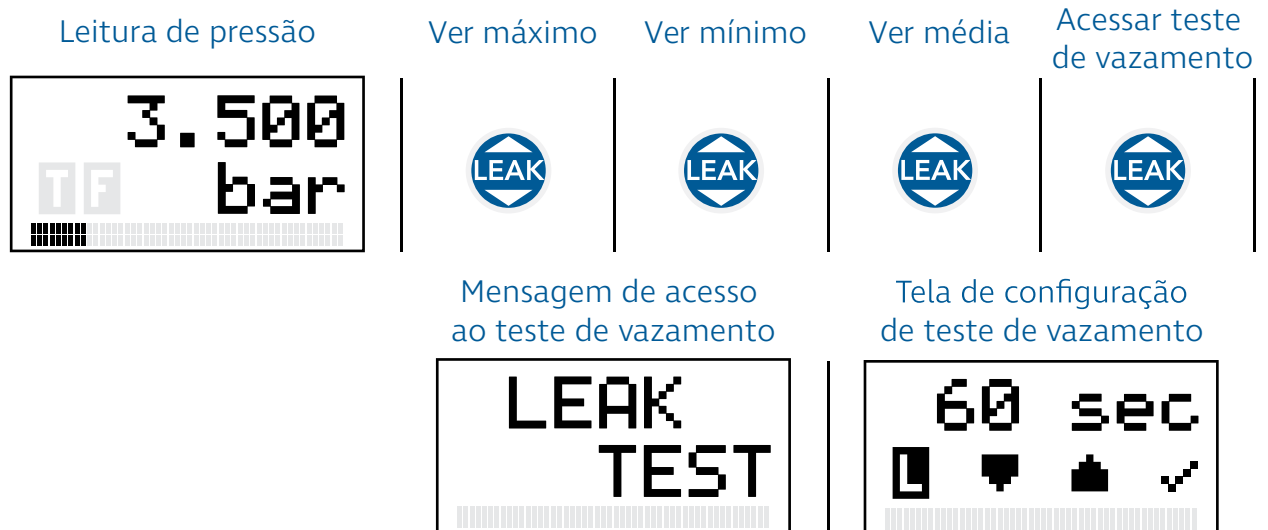 Leitura de pressão
Ver máximo
Ver mínimo
Ver média
Acessar teste
de vazamento
3.500
T F bar
LEAK
LEAK
LEAK
LEAK
Mensagem de acesso
ao teste de vazamento
Tela de configuração
de teste de vazamento
LEAK
TEST
60 sec
L